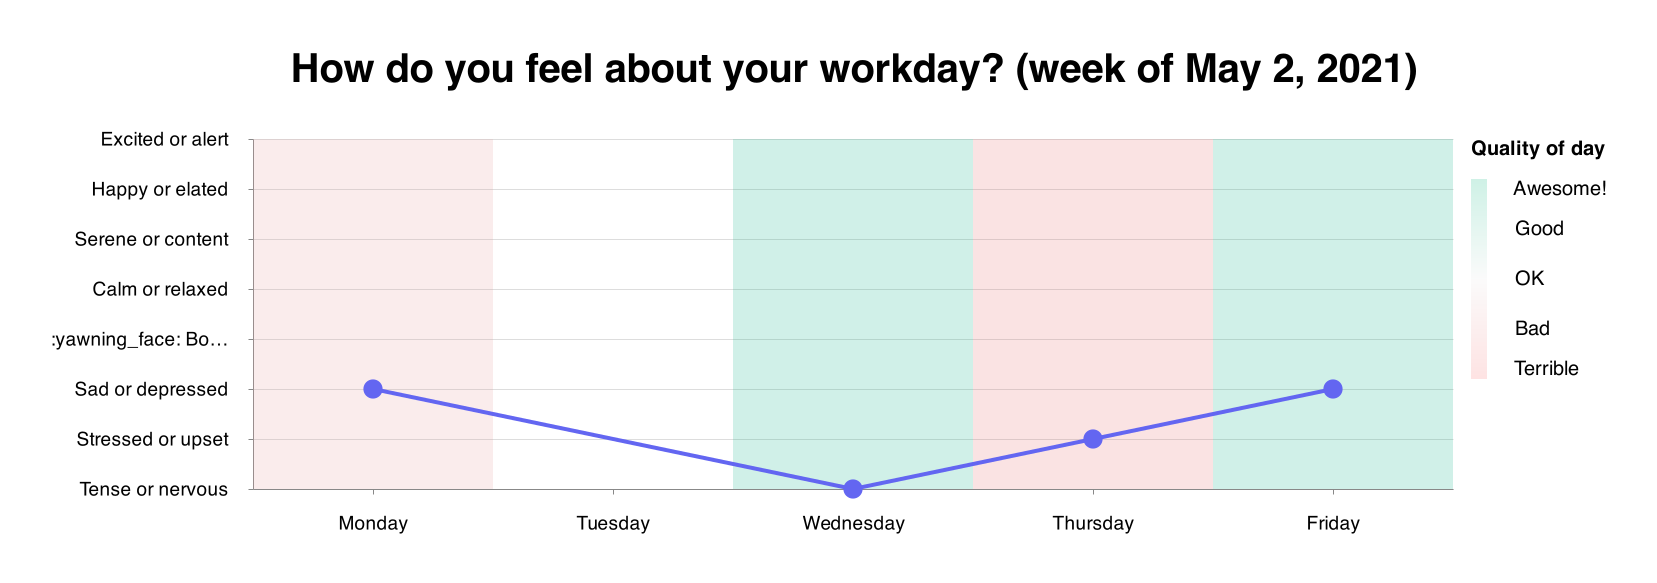 How do you feel about your workday? (week of May 2, 2021)
Excited or alert
Happy or elated
Serene or content
Calm or relaxed
:yawning_face: Bo…
Sad or depressed
Stressed or upset
Tense or nervous
Monday
Tuesday
Wednesday
Thursday
Friday
Quality of day
Awesome!
Good
OK
Bad
Terrible